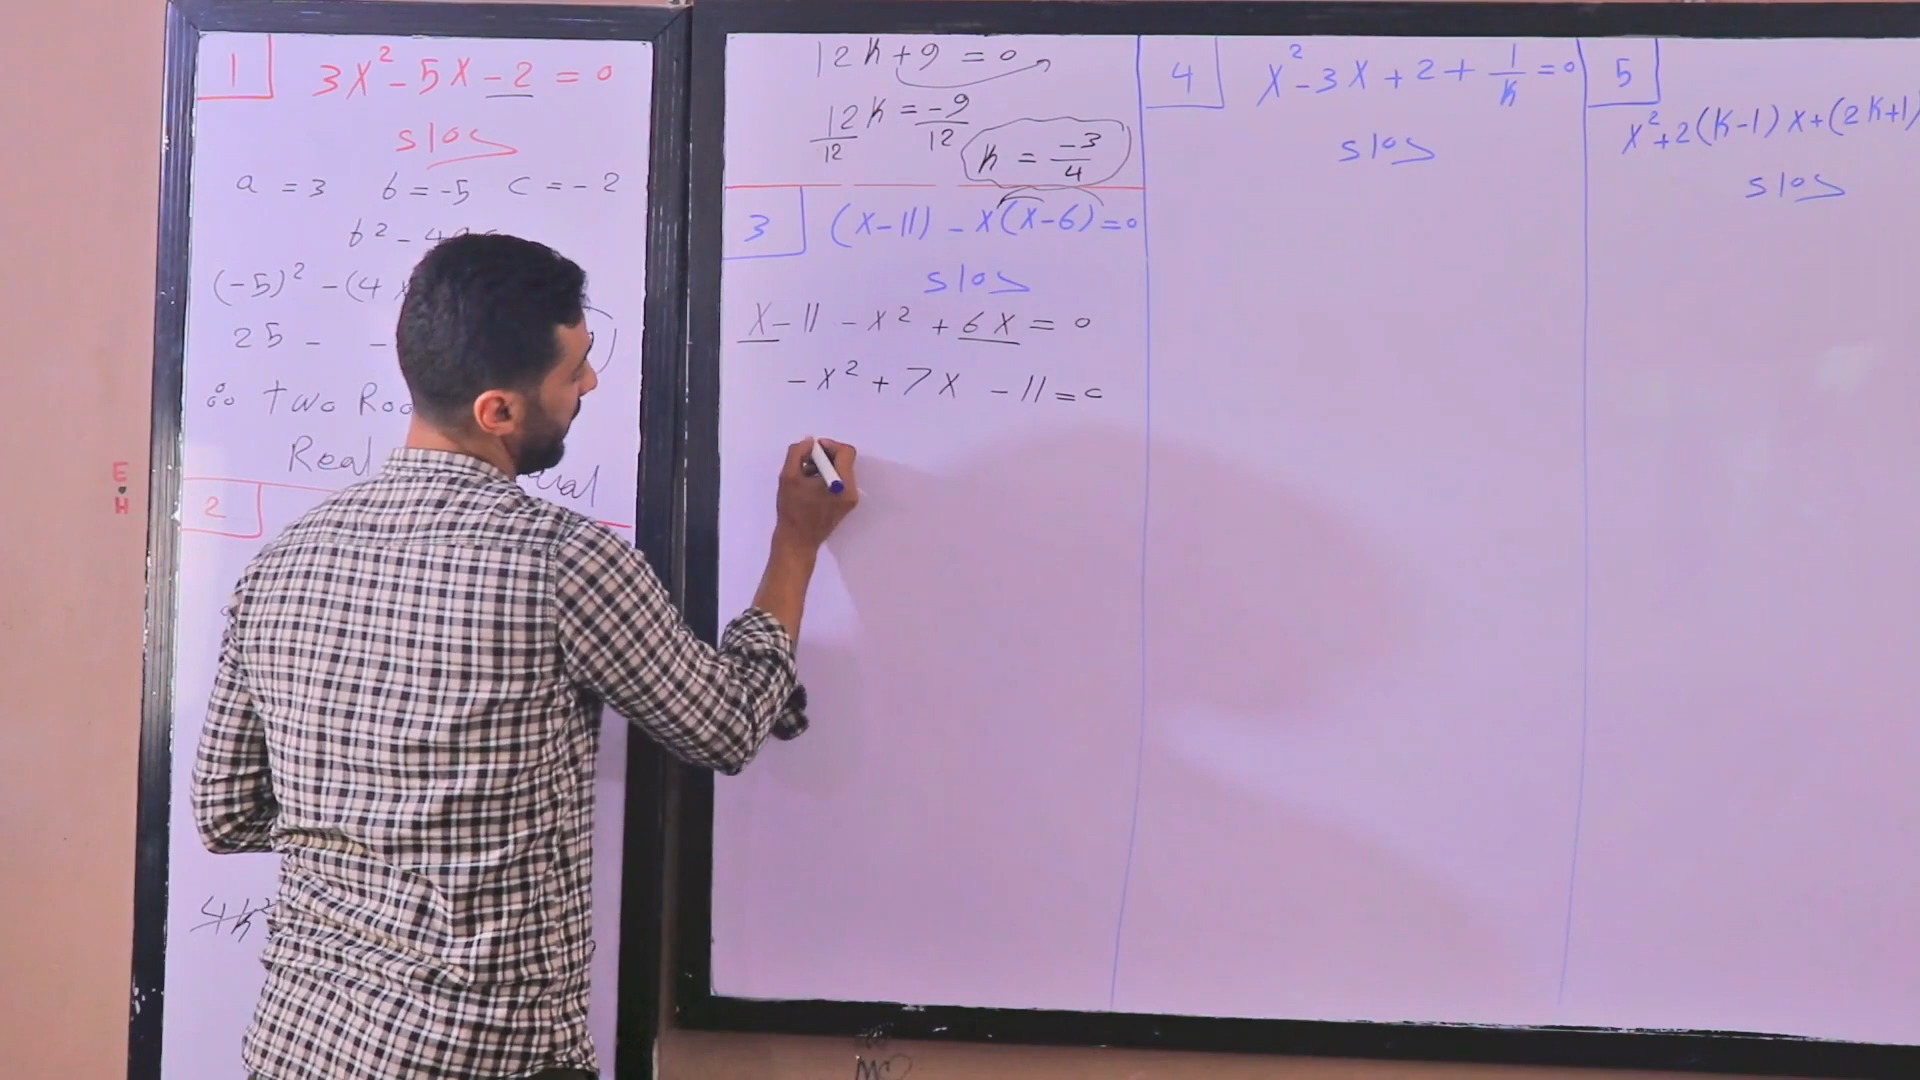 1
3x² - 5x - 2 = 0
slos
a = 3 b = -5 c = -2
b² - 4
(-5)² - (4
25 -
∴ two Roo
Real
2
4k²
12k + 9 = 0
12k/12 = -9/12
k = -3/4
3
(x-11) - x(x-6) = 0
slos
x - 11 - x² + 6x = 0
-x² + 7x - 11 = 0
4
x² - 3x + 2 + 1/k = 0
slos
5
x² + 2(k-1)x + (2k+1)
slos
E
H